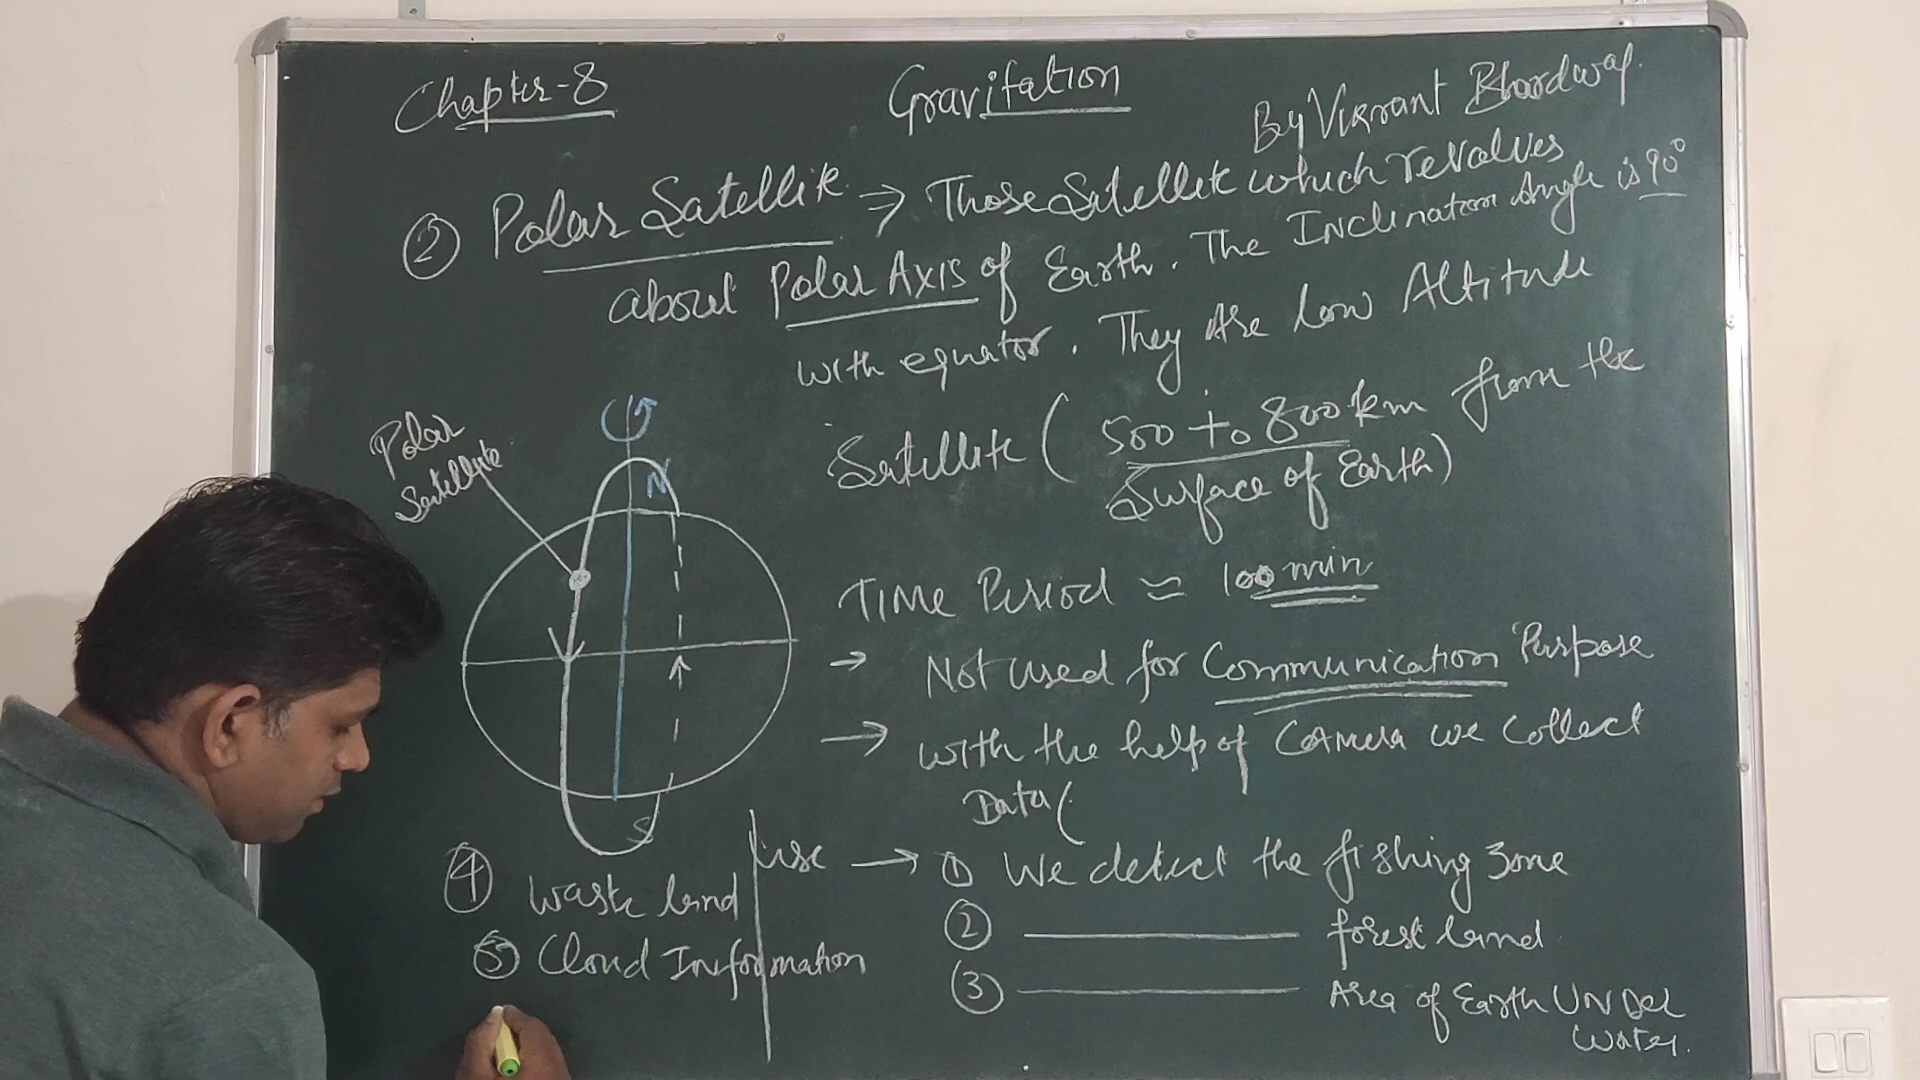 Chapter-8
Gravitation
By Vikrant Bhardwaj.
② Polar Satellite ⇒ Those Satellite which revolves
about Polar Axis of Earth. The Inclination Angle is 90°
with equator. They Are low Altitude
Satellite ( 500 to 800 km from the
Surface of Earth)
Polar
Satellite
N
S
Time Period ≈ 100 min
→ Not used for Communication Purpose
→ With the help of Camera we Collect
Data (
use → ① We detect the fishing zone
② ——— forest land
③ ——— Area of Earth Under
Water.
④ Waste land
⑤ Cloud Information